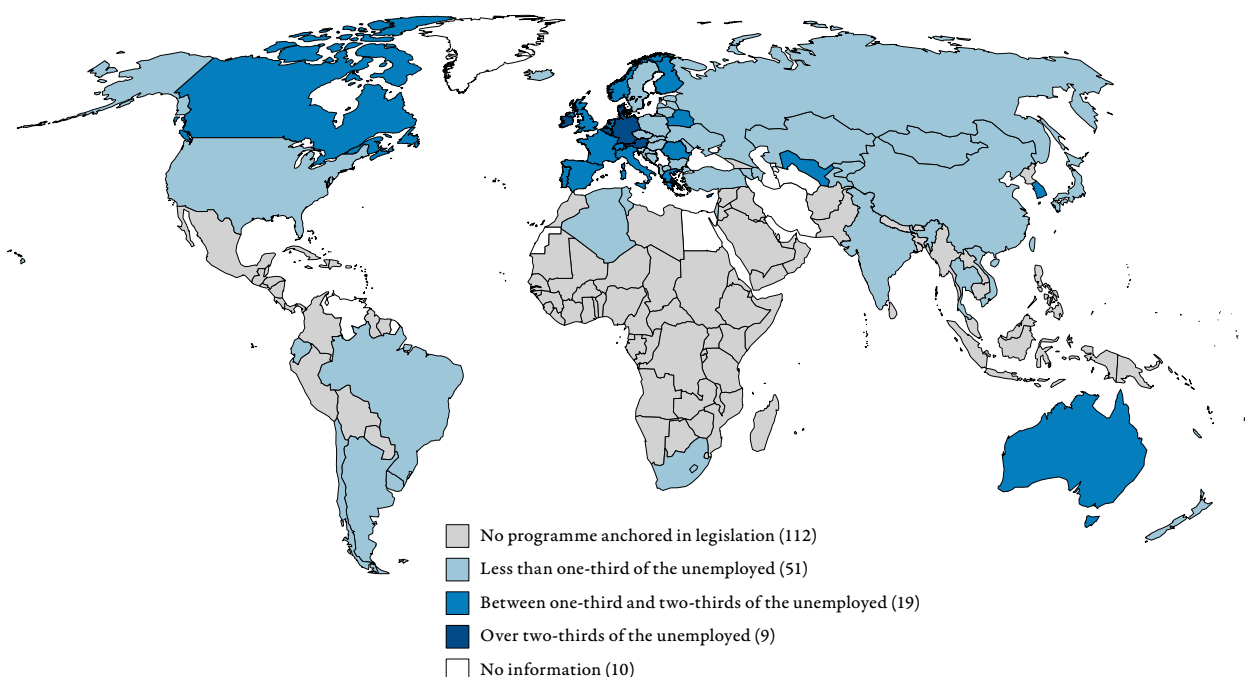 No programme anchored in legislation (112)
Less than one-third of the unemployed (51)
Between one-third and two-thirds of the unemployed (19)
Over two-thirds of the unemployed (9)
No information (10)